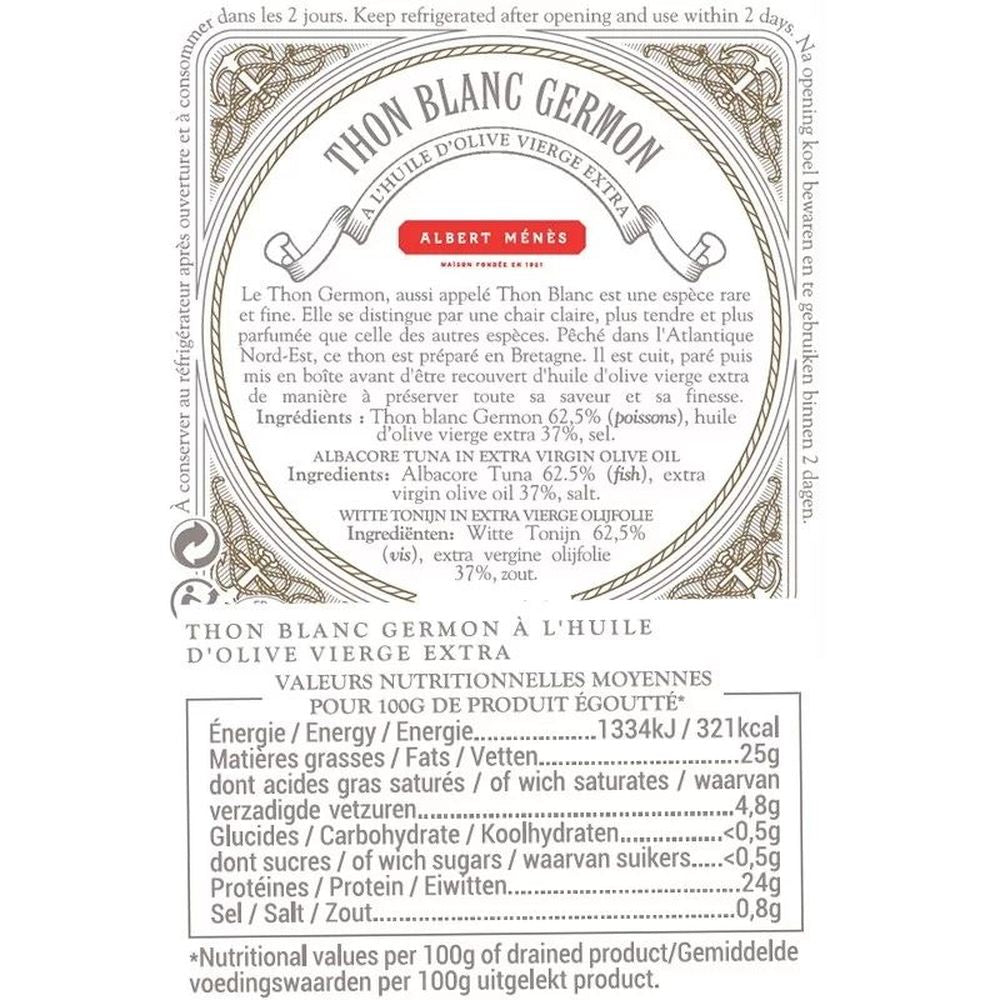 À conserver au réfrigérateur après ouverture et à consommer dans les 2 jours. Keep refrigerated after opening and use within 2 days. Na opening koel bewaren en te gebruiken binnen 2 dagen.
THON BLANC GERMON
A L'HUILE D'OLIVE VIERGE EXTRA
ALBERT MÉNÈS
MAISON FONDÉE EN 1921
Le Thon Germon, aussi appelé Thon Blanc est une espèce rare
et fine. Elle se distingue par une chair claire, plus tendre et plus
parfumée que celle des autres espèces. Pêché dans l'Atlantique
Nord-Est, ce thon est préparé en Bretagne. Il est cuit, paré puis
mis en boîte avant d'être recouvert d'huile d'olive vierge extra
de manière à préserver toute sa saveur et sa finesse.
Ingrédients : Thon blanc Germon 62,5% (poissons), huile
d'olive vierge extra 37%, sel.
ALBACORE TUNA IN EXTRA VIRGIN OLIVE OIL
Ingredients: Albacore Tuna 62.5% (fish), extra
virgin olive oil 37%, salt.
WITTE TONIJN IN EXTRA VIERGE OLIJFOLIE
Ingrediënten: Witte Tonijn 62,5%
(vis), extra vergine olijfolie
37%, zout.
THON BLANC GERMON À L'HUILE
D'OLIVE VIERGE EXTRA
VALEURS NUTRITIONNELLES MOYENNES
POUR 100G DE PRODUIT ÉGOUTTÉ*
Énergie / Energy / Energie....................1334kJ / 321kcal
Matières grasses / Fats / Vetten.................................25g
dont acides gras saturés / of wich saturates / waarvan
verzadigde vetzuren....................................................4,8g
Glucides / Carbohydrate / Koolhydraten................<0,5g
dont sucres / of wich sugars / waarvan suikers.....<0,5g
Protéines / Protein / Eiwitten......................................24g
Sel / Salt / Zout............................................................0,8g
*Nutritional values per 100g of drained product/Gemiddelde
voedingswaarden per 100g uitgelekt product.